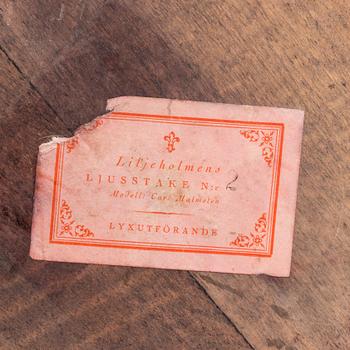 Liljeholmens
LJUSSTAKE N:r 2
Modell: Carl Malmsten
LYXUTFÖRANDE